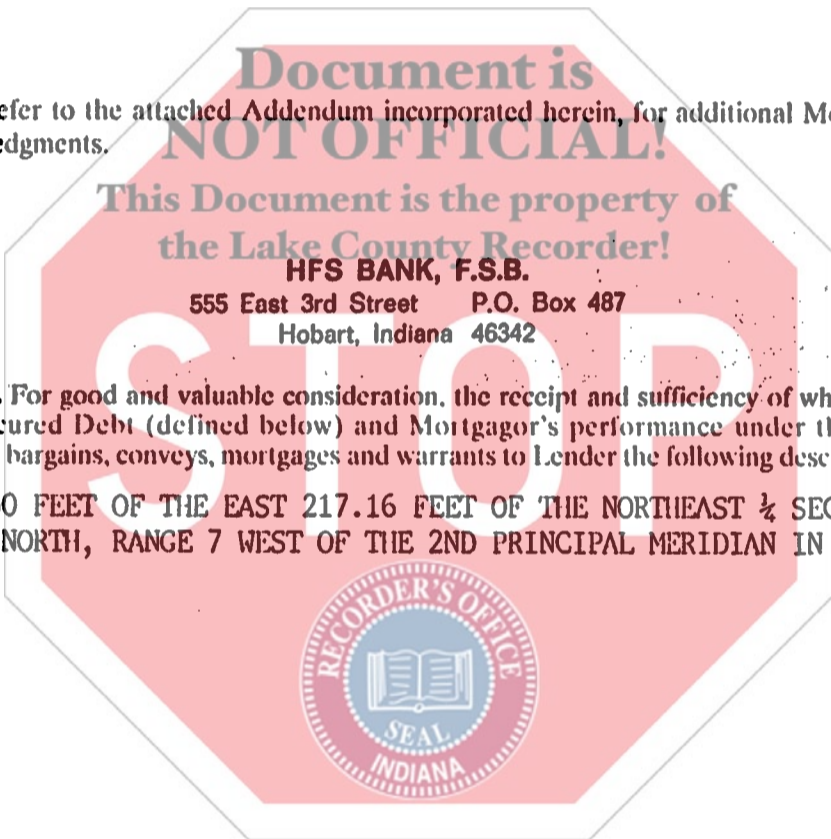 Document is
efer to the attached Addendum incorporated herein, for additional Mo
edgments.
NOT OFFICIAL!
This Document is the property of
the Lake County Recorder!
HFS BANK, F.S.B.
555 East 3rd Street P.O. Box 487
Hobart, Indiana 46342
STOP
. For good and valuable consideration, the receipt and sufficiency of wh
cured Debt (defined below) and Mortgagor's performance under th
bargains, conveys, mortgages and warrants to Lender the following desc
0 FEET OF THE EAST 217.16 FEET OF THE NORTHEAST ¼ SEC
NORTH, RANGE 7 WEST OF THE 2ND PRINCIPAL MERIDIAN IN
RECORDER'S OFFICE
SEAL
INDIANA